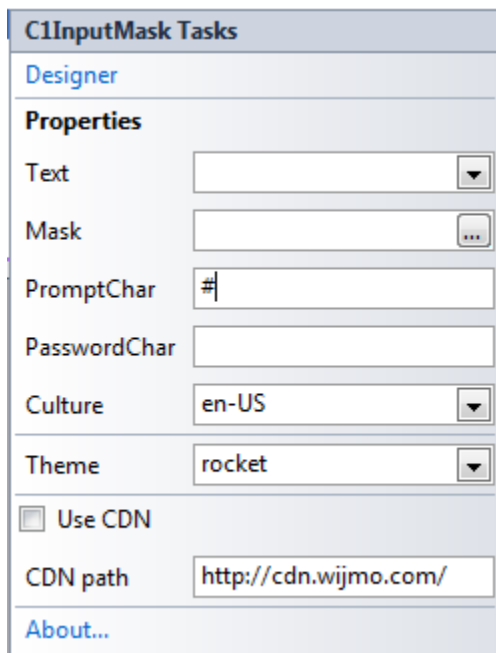 C1InputMask Tasks
Designer
Properties
Text
Mask ...
PromptChar #
PasswordChar
Culture en-US
Theme rocket
Use CDN
CDN path http://cdn.wijmo.com/
About...